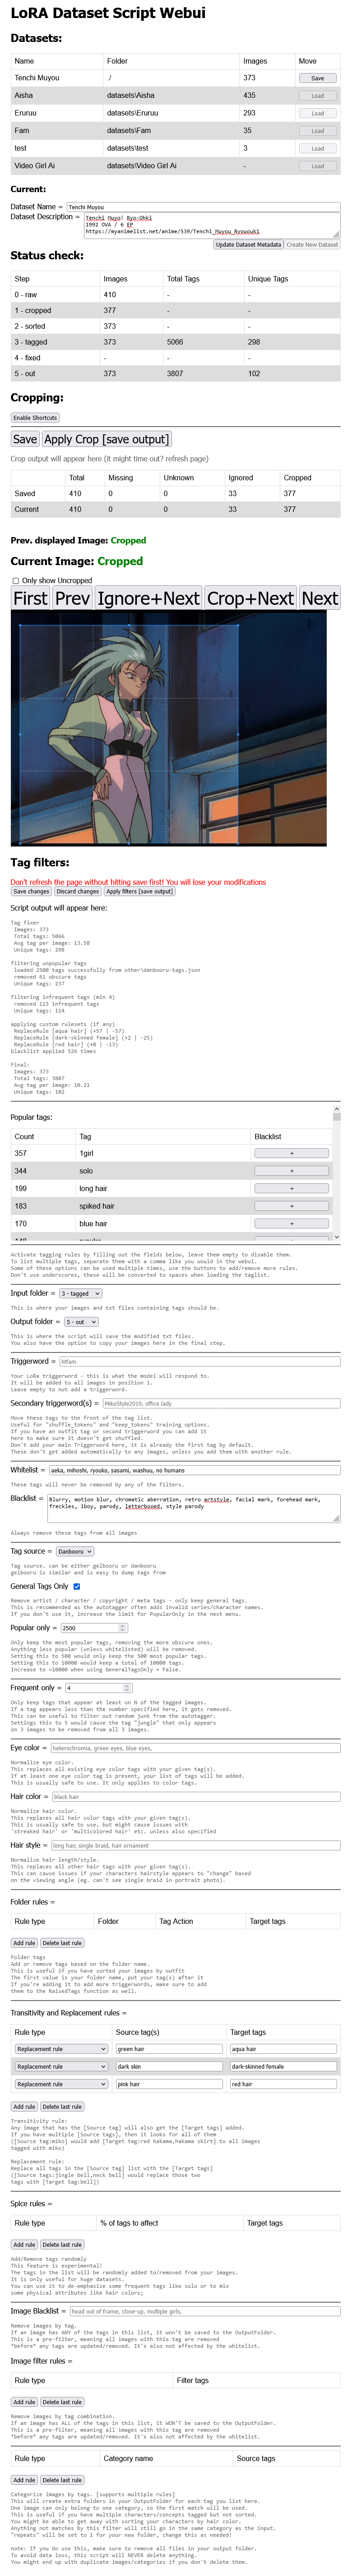 LoRA Dataset Script Webui
Datasets:
Name Folder Images Move
Tenchi Muyou ./ 373 Save
Aisha datasets\Aisha 435 Load
Eruruu datasets\Eruruu 293 Load
Fam datasets\Fam 35 Load
test datasets\test 3 Load
Video Girl Ai datasets\Video Girl Ai - Load
Current:
Dataset Name = Tenchi Muyou
Dataset Description = Tenchi Muyo! Ryo-Ohki
1992 OVA / 6 EP
https://myanimelist.net/anime/539/Tenchi_Muyou_Ryououki
Update Dataset Metadata Create New Dataset
Status check:
Step Images Total Tags Unique Tags
0 - raw 410 - -
1 - cropped 377 - -
2 - sorted 373 - -
3 - tagged 373 5066 298
4 - fixed - - -
5 - out 373 3807 102
Cropping:
Enable Shortcuts
Save Apply Crop [save output]
Crop output will appear here (it might time out? refresh page)
Total Missing Unknown Ignored Cropped
Saved 410 0 0 33 377
Current 410 0 0 33 377
Prev. displayed Image: Cropped
Current Image: Cropped
Only show Uncropped
First Prev Ignore+Next Crop+Next Next
Tag filters:
Don't refresh the page without hitting save first! You will lose your modifications
Save changes Discard changes Apply filters [save output]
Script output will appear here:
Tag fixer
Images: 373
Total tags: 5066
Avg tag per image: 13.58
Unique tags: 298
filtering unpopular tags
loaded 2500 tags successfully from other\danbooru-tags.json
removed 61 obscure tags
Unique tags: 237
filtering infrequent tags (min 4)
removed 123 infrequent tags
Unique tags: 114
applying custom rulesets (if any)
ReplaceRule [aqua hair] (+57 | -57)
ReplaceRule [dark-skinned female] (+2 | -25)
ReplaceRule [red hair] (+0 | -13)
blacklist applied 526 times
Final:
Images: 373
Total tags: 3807
Avg tag per image: 10.21
Unique tags: 102
Popular tags:
Count Tag Blacklist
357 1girl +
344 solo +
199 long hair +
183 spiked hair +
170 blue hair +
Activate tagging rules by filling out the fields below, leave them empty to disable them.
To list multiple tags, separate them with a comma like you would in the webui.
Some of these options can be used multiple times, use the buttons to add/remove more rules.
Don't use underscores, these will be converted to spaces when loading the taglist.
Input folder = 3 - tagged
This is where your images and txt files containing tags should be.
Output folder = 5 - out
This is where the script will save the modified txt files.
You also have the option to copy your images here in the final step.
Triggerword = htfam
Your LoRa triggerword - this is what the model will respond to.
It will be added to all images in position 1.
Leave empty to not add a triggerword.
Secondary triggerword(s) = MikoStyle2019, office lady
Move these tags to the front of the tag list.
Useful for "shuffle_tokens" and "keep_tokens" training options.
If you have an outfit tag or second triggerword you can add it
here to make sure it doesn't get shuffled.
Don't add your main Triggerword here, it is already the first tag by default.
These don't get added automatically to any images, unless you add them with another rule.
Whitelist = aeka, mihoshi, ryouko, sasami, washuu, no humans
These tags will never be removed by any of the filters.
Blacklist = Blurry, motion blur, chromatic aberration, retro artstyle, facial mark, forehead mark,
freckles, 1boy, parody, letterboxed, style parody
Always remove these tags from all images
Tag source = Danbooru
Tag source. can be either gelbooru or danbooru
gelbooru is similar and is easy to dump tags from
General Tags Only
Remove artist / character / copyright / meta tags - only keep general tags.
This is recommended as the autotagger often adds invalid series/character names.
If you don't use it, increase the limit for PopularOnly in the next menu.
Popular only = 2500
Only keep the most popular tags, removing the more obscure ones.
Anything less popular (unless whitelisted) will be removed.
Setting this to 500 would only keep the 500 most popular tags.
Setting this to 10000 would keep a total of 10000 tags.
Increase to ~10000 when using GeneralTagsOnly = False.
Frequent only = 4
Only keep tags that appear at least on N of the tagged images.
If a tag appears less than the number specified here, it gets removed.
This can be useful to filter out random junk from the autotagger.
Settings this to 5 would cause the tag "jungle" that only appears
on 3 images to be removed from all 3 images.
Eye color = heterochromia, green eyes, blue eyes,
Normalize eye color.
This replaces all existing eye color tags with your given tag(s).
If at least one eye color tag is present, your list of tags will be added.
This is usually safe to use. It only applies to color tags.
Hair color = black hair
Normalize hair color.
This replaces all hair color tags with your given tag(s).
This is usually safe to use, but might cause issues with
'streaked hair' or 'multicolored hair' etc. unless also specified
Hair style = long hair, single braid, hair ornament
Normalize hair length/style.
This replaces all other hair tags with your given tag(s).
This can cause issues if your characters hairstyle appears to "change" based
on the viewing angle (eg. can't see single braid in portrait photo).
Folder rules =
Rule type Folder Tag Action Target tags
Add rule Delete last rule
Folder tags
Add or remove tags based on the folder name.
This is useful if you have sorted your images by outfit
The first value is your folder name, put your tag(s) after it
If you're adding it to add more triggerwords, make sure to add
them to the RaisedTags function as well.
Transitivity and Replacement rules =
Rule type Source tag(s) Target tags
Replacement rule green hair aqua hair
Replacement rule dark skin dark-skinned female
Replacement rule pink hair red hair
Add rule Delete last rule
Transitivity rule:
Any image that has the [Source tag] will also get the [Target tags] added.
If you have multiple [Source tags], then it looks for all of them
([Source tag:miko] would add [Target tag:red hakama,hakama skirt] to all images
tagged with miko)
Replacement rule:
Replace all tags in the [Source tag] list with the [Target tags]
([Source tags:jingle bell,neck bell] would replace those two
tags with [Target tag:bell])
Spice rules =
Rule type % of tags to affect Target tags
Add rule Delete last rule
Add/Remove tags randomly
This feature is experimental!
The tags in the list will be randomly added to/removed from your images.
It is only useful for huge datasets.
You can use it to de-emphasize some frequent tags like solo or to mix
some physical attributes like hair colors;
Image Blacklist = head out of frame, close-up, multiple girls,
Remove images by tag.
If an image has ANY of the tags in this list, it won't be saved to the OutputFolder.
This is a pre-filter, meaning all images with this tag are removed
*before* any tags are updated/removed. It's also not affected by the whitelist.
Image filter rules =
Rule type Filter tags
Add rule Delete last rule
Remove images by tag combination.
If an image has ALL of the tags in this list, it WON'T be saved to the OutputFolder.
This is a pre-filter, meaning all images with this tag are removed
*before* any tags are updated/removed. It's also not affected by the whitelist.
Rule type Category name Source tags
Add rule Delete last rule
Categorize images by tags. [supports multiple rules]
This will create extra folders in your OutputFolder for each tag you list here.
One image can only belong to one category, so the first match will be used.
This is useful if you have multiple characters/concepts tagged but not sorted.
You might be able to get away with sorting your characters by hair color.
Anything not matches by this filter will still go in the same category as the input.
"repeats" will be set to 1 for your new folder, change this as needed!
note: If you do use this, make sure to remove all files in your output folder.
To avoid data loss, this script will NEVER delete anything.
You might end up with duplicate images/categories if you don't delete them.